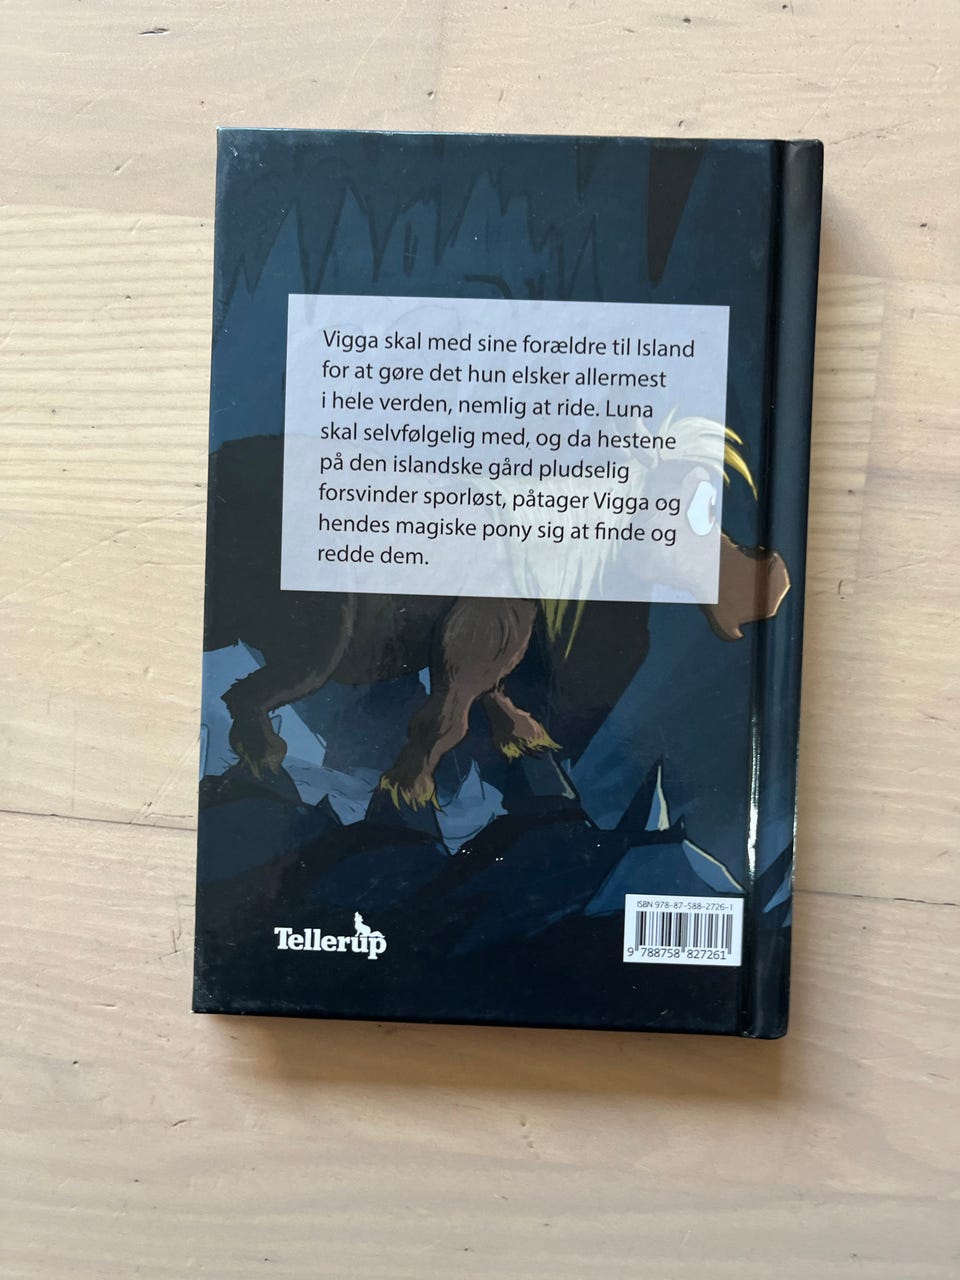 Vigga skal med sine forældre til Island
for at gøre det hun elsker allermest
i hele verden, nemlig at ride. Luna
skal selvfølgelig med, og da hestene
på den islandske gård pludselig
forsvinder sporløst, påtager Vigga og
hendes magiske pony sig at finde og
redde dem.
Tellerup
ISBN 978-87-588-2726-1
9 788758 827261